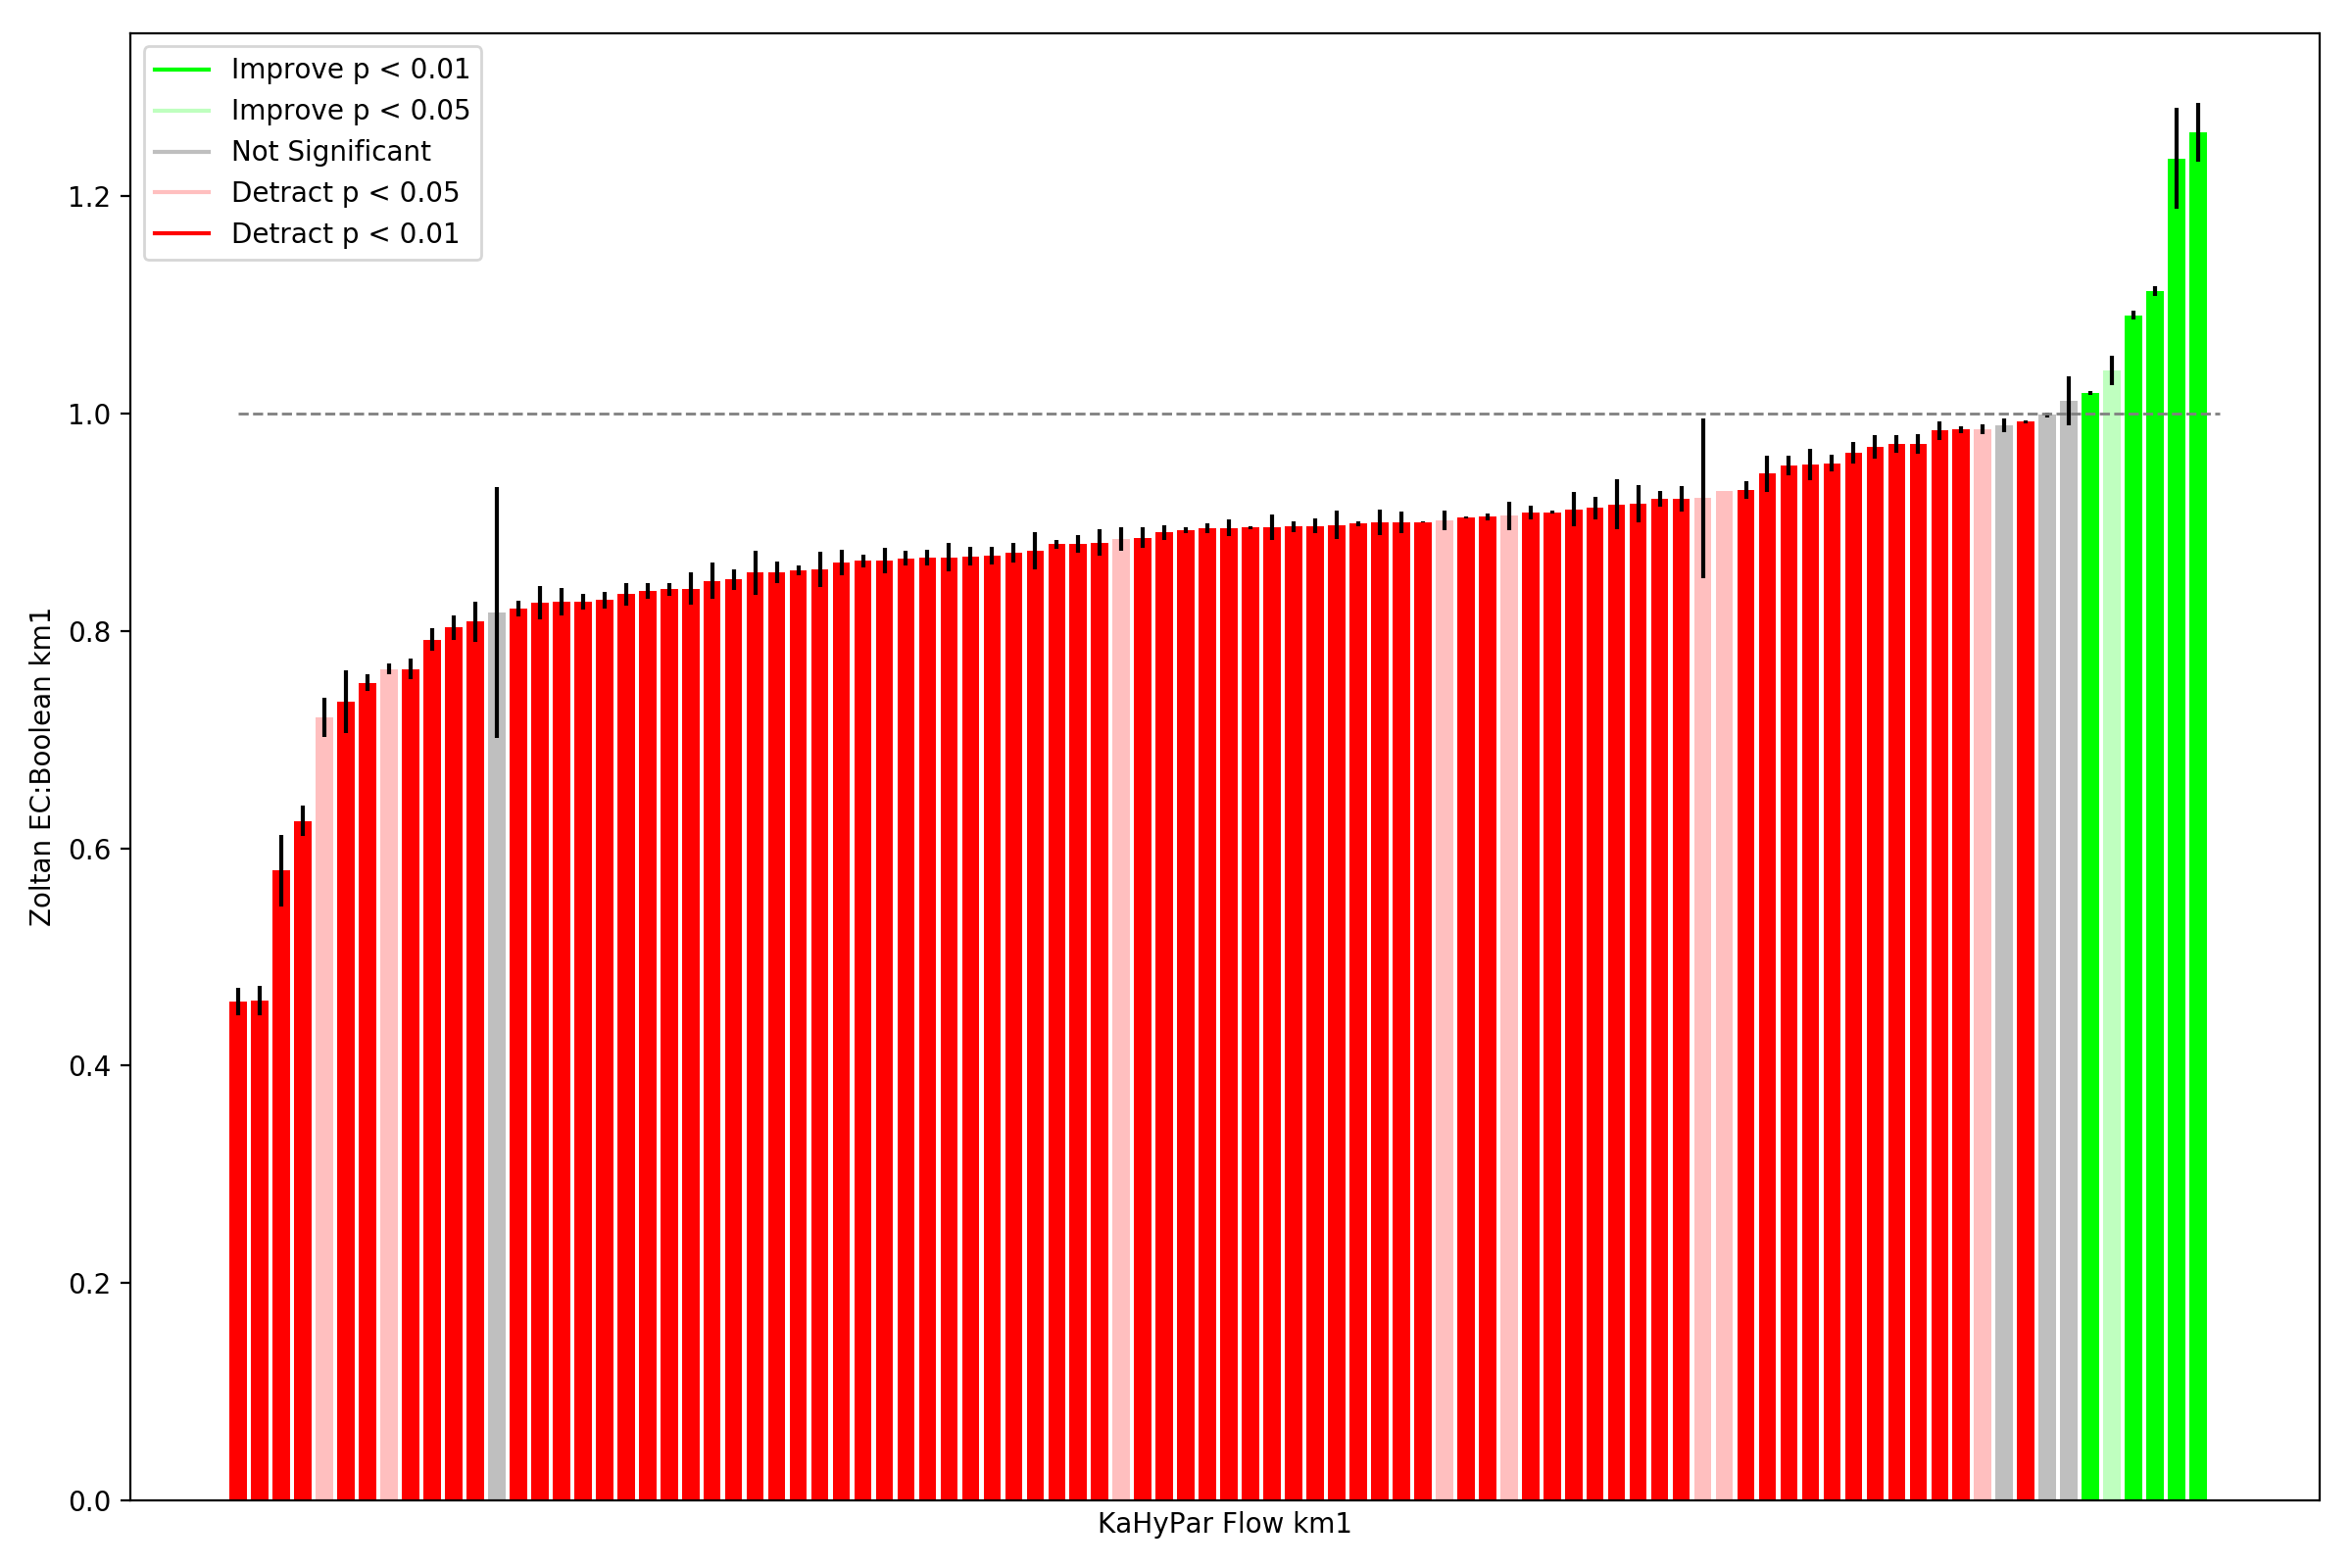 Improve p < 0.01
Improve p < 0.05
Not Significant
Detract p < 0.05
Detract p < 0.01
1.2
1.0
0.8
0.6
0.4
0.2
0.0
Zoltan EC:Boolean km1
KaHyPar Flow km1